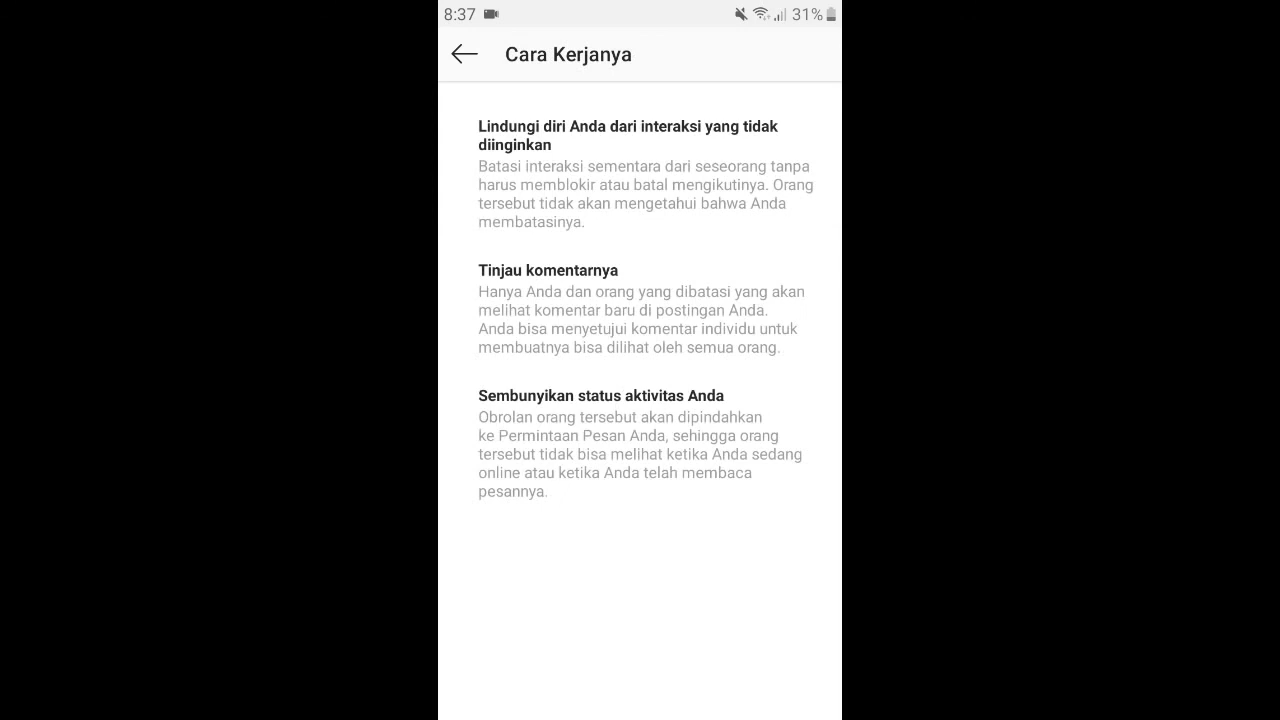 8:37
31%
Cara Kerjanya
Lindungi diri Anda dari interaksi yang tidak
diinginkan
Batasi interaksi sementara dari seseorang tanpa
harus memblokir atau batal mengikutinya. Orang
tersebut tidak akan mengetahui bahwa Anda
membatasinya.
Tinjau komentarnya
Hanya Anda dan orang yang dibatasi yang akan
melihat komentar baru di postingan Anda.
Anda bisa menyetujui komentar individu untuk
membuatnya bisa dilihat oleh semua orang.
Sembunyikan status aktivitas Anda
Obrolan orang tersebut akan dipindahkan
ke Permintaan Pesan Anda, sehingga orang
tersebut tidak bisa melihat ketika Anda sedang
online atau ketika Anda telah membaca
pesannya.